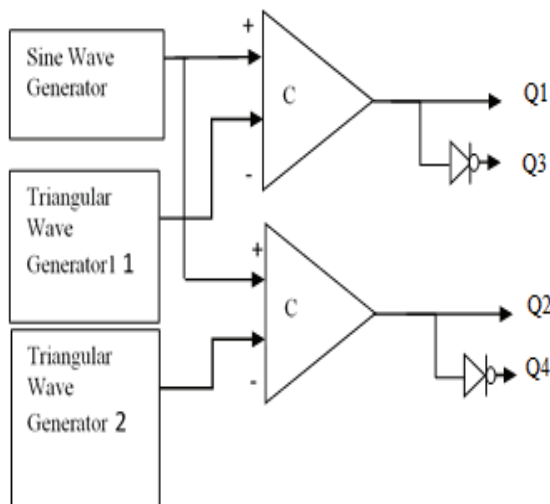 Sine Wave
Generator
+
C
-
Q1
Q3
Triangular
Wave
Generator1 1
+
C
-
Q2
Q4
Triangular
Wave
Generator 2